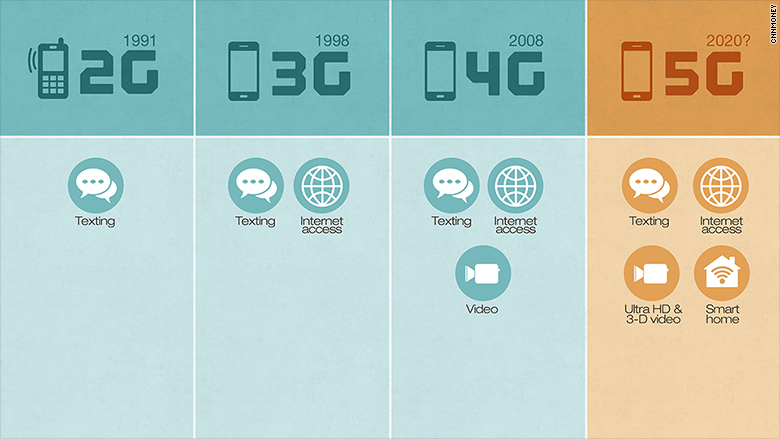 1991
2G
1998
3G
2008
4G
2020?
5G
CNNMONEY
Texting
Texting
Internet
access
Texting
Internet
access
Video
Texting
Internet
access
Ultra HD &
3-D video
Smart
home